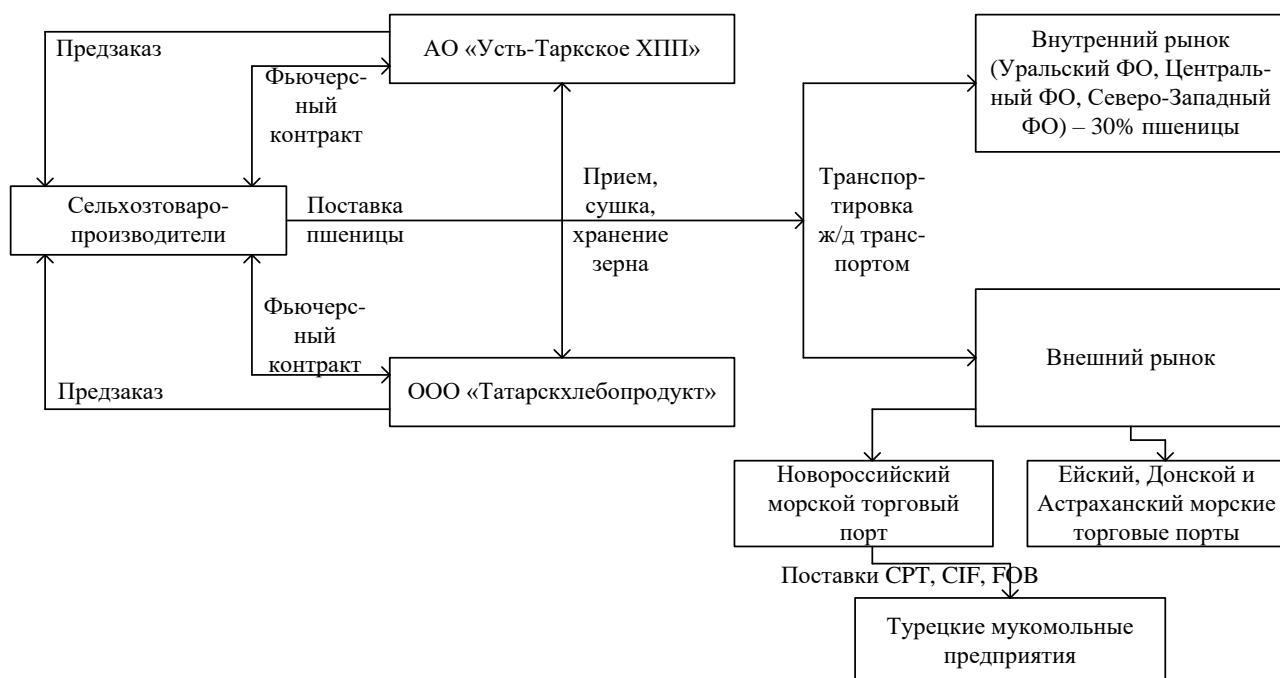 Предзаказ
АО «Усть-Таркское ХПП»
Внутренний рынок
(Уральский ФО, Централь-
ный ФО, Северо-Западный
ФО) – 30% пшеницы
Фьючерс-
ный
контракт
Сельхозтоваро-
производители
Поставка
пшеницы
Прием,
сушка,
хранение
зерна
Транспор-
тировка
ж/д транс-
портом
Фьючерс-
ный
контракт
Внешний рынок
Предзаказ
ООО «Татарскхлебопродукт»
Новороссийский
морской торговый
порт
Ейский, Донской и
Астраханский морские
торговые порты
Поставки CPT, CIF, FOB
Турецкие мукомольные
предприятия